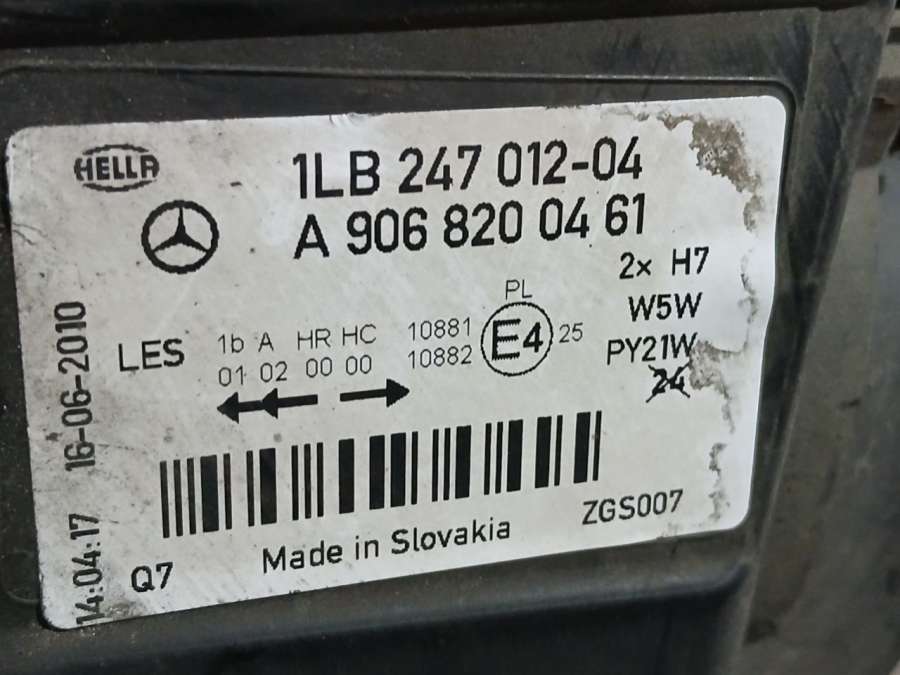 HELLA
1LB 247 012-04
A 906 820 04 61
2x H7
W5W
PY21W
24
PL
LES
1b A HR HC
01 02 00 00
10881
10882
E4 25
ZGS007
Made in Slovakia
Q7
14:04:17 16-06-2010